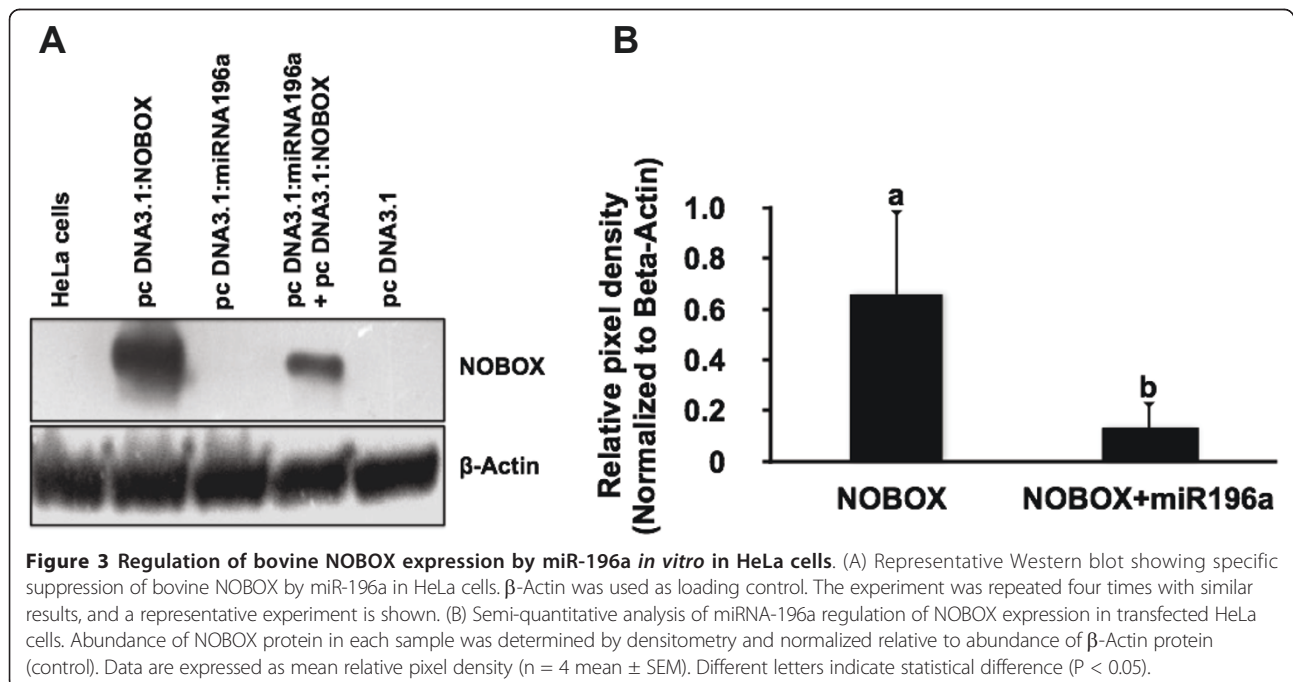 A
B
HeLa cells
pc DNA3.1:NOBOX
pc DNA3.1:miRNA196a
pc DNA3.1:miRNA196a
+ pc DNA3.1:NOBOX
pc DNA3.1
NOBOX
β-Actin
Relative pixel density
(Normalized to Beta-Actin)
1.0
0.8
0.6
0.4
0.2
0
a
b
NOBOX
NOBOX+miR196a
Figure 3 Regulation of bovine NOBOX expression by miR-196a in vitro in HeLa cells. (A) Representative Western blot showing specific
suppression of bovine NOBOX by miR-196a in HeLa cells. β-Actin was used as loading control. The experiment was repeated four times with similar
results, and a representative experiment is shown. (B) Semi-quantitative analysis of miRNA-196a regulation of NOBOX expression in transfected HeLa
cells. Abundance of NOBOX protein in each sample was determined by densitometry and normalized relative to abundance of β-Actin protein
(control). Data are expressed as mean relative pixel density (n = 4 mean ± SEM). Different letters indicate statistical difference (P < 0.05).